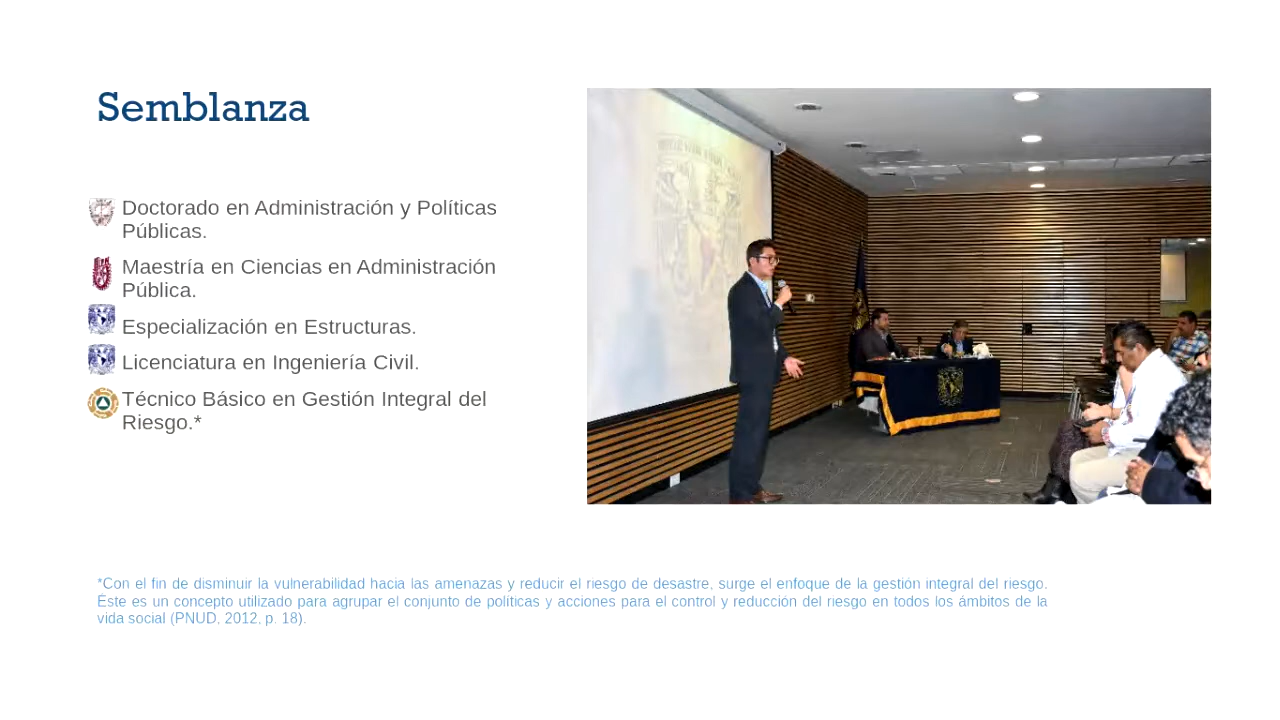 Semblanza
Doctorado en Administración y Políticas
Públicas.
Maestría en Ciencias en Administración
Pública.
Especialización en Estructuras.
Licenciatura en Ingeniería Civil.
Técnico Básico en Gestión Integral del
Riesgo.*
*Con el fin de disminuir la vulnerabilidad hacia las amenazas y reducir el riesgo de desastre, surge el enfoque de la gestión integral del riesgo.
Éste es un concepto utilizado para agrupar el conjunto de políticas y acciones para el control y reducción del riesgo en todos los ámbitos de la
vida social (PNUD, 2012, p. 18).